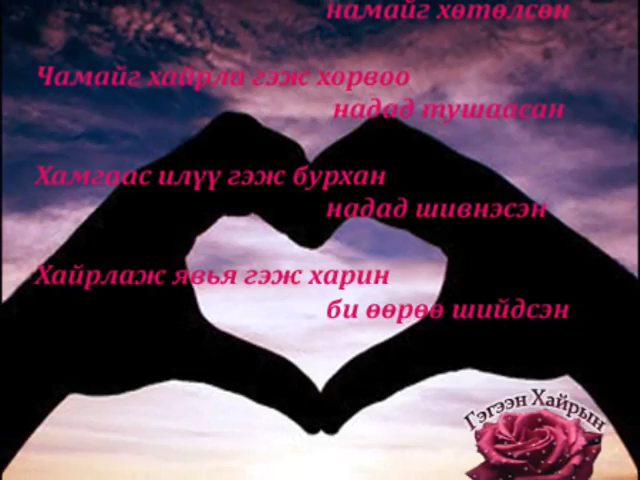 намайг хөтөлсөн
Чамайг хайрла гэж хорвоо
надад тушаасан
Хамгаас илүү гэж бурхан
надад шивнэсэн
Хайрлаж явья гэж харин
би өөрөө шийдсэн
Гэгээн Хайрын